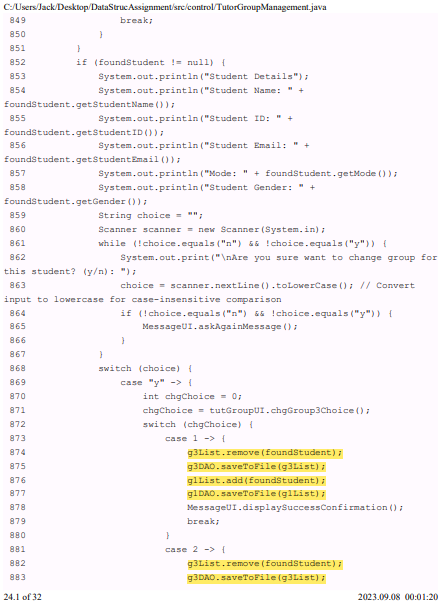 C:/Users/Jack/Desktop/DataStrucAssignment/src/control/TutorGroupManagement.java
849 break;
850 }
851 }
852 if (foundStudent != null) {
853 System.out.println("Student Details");
854 System.out.println("Student Name: " +
foundStudent.getStudentName());
855 System.out.println("Student ID: " +
foundStudent.getStudentID());
856 System.out.println("Student Email: " +
foundStudent.getStudentEmail());
857 System.out.println("Mode: " + foundStudent.getMode());
858 System.out.println("Student Gender: " +
foundStudent.getGender());
859 String choice = "";
860 Scanner scanner = new Scanner(System.in);
861 while (!choice.equals("n") && !choice.equals("y")) {
862 System.out.print("\nAre you sure want to change group for
this student? (y/n): ");
863 choice = scanner.nextLine().toLowerCase(); // Convert
input to lowercase for case-insensitive comparison
864 if (!choice.equals("n") && !choice.equals("y")) {
865 MessageUI.askAgainMessage();
866 }
867 }
868 switch (choice) {
869 case "y" -> {
870 int chgChoice = 0;
871 chgChoice = tutGroupUI.chgGroup3Choice();
872 switch (chgChoice) {
873 case 1 -> {
874 g3List.remove(foundStudent);
875 g3DAO.saveToFile(g3List);
876 g1List.add(foundStudent);
877 g1DAO.saveToFile(g1List);
878 MessageUI.displaySuccessConfirmation();
879 break;
880 }
881 case 2 -> {
882 g3List.remove(foundStudent);
883 g3DAO.saveToFile(g3List);
24.1 of 32 2023.09.08 00:01:20